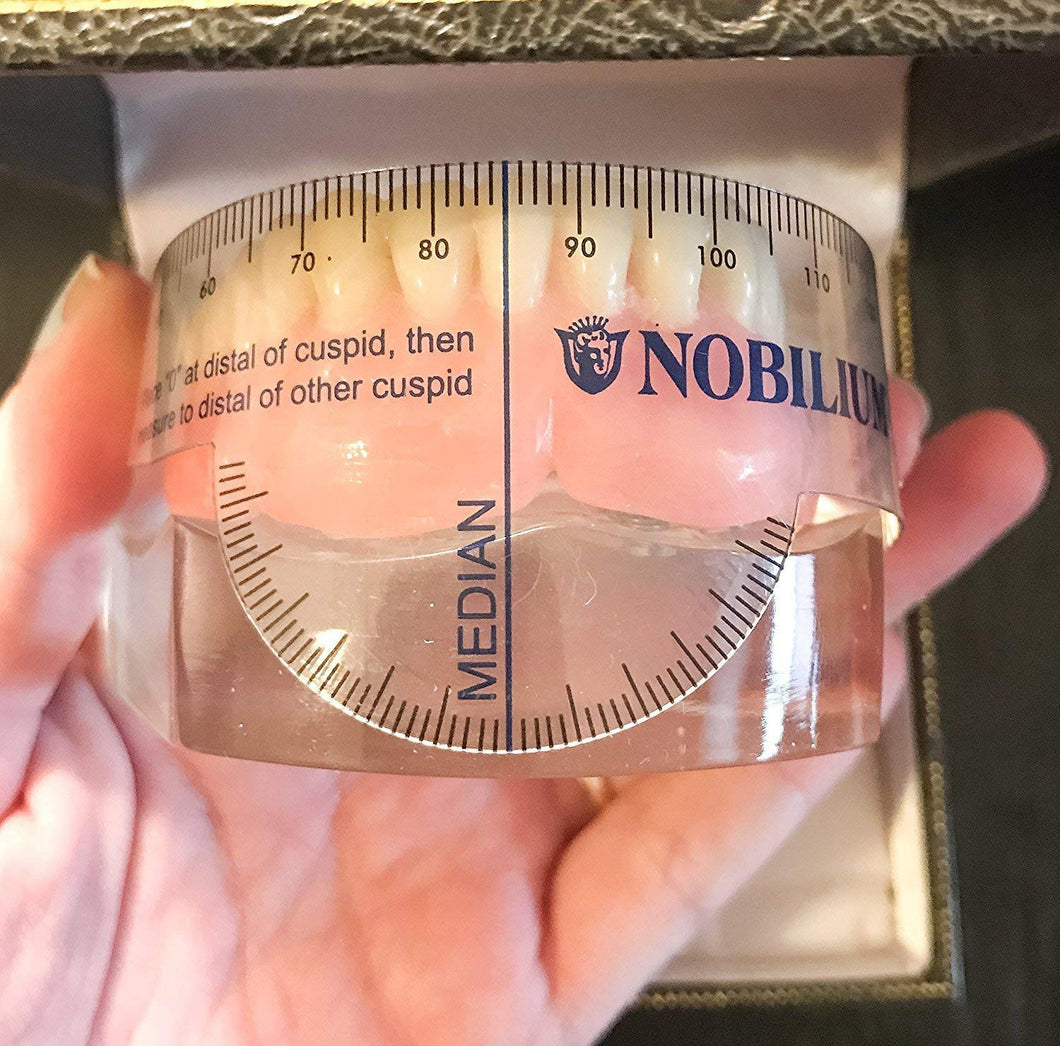 60 70 80 90 100 110
"0" at distal of cuspid, then
to distal of other cuspid
NOBILIUM
MEDIAN